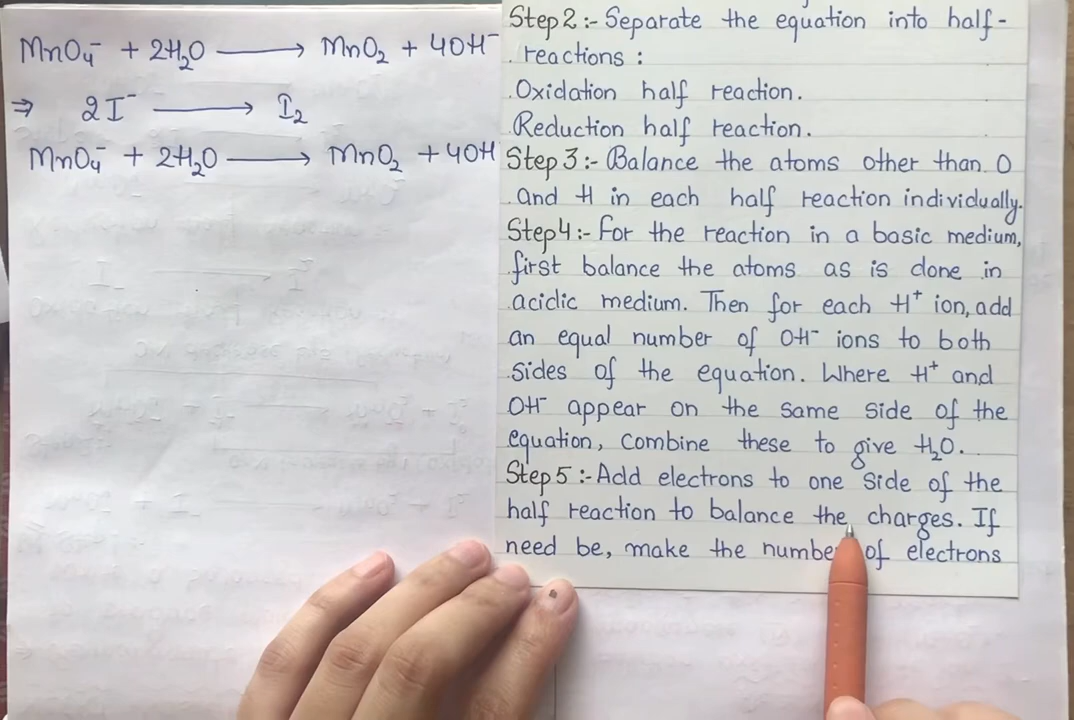 MnO₄⁻ + 2H₂O ⟶ MnO₂ + 4OH⁻
⇒ 2I⁻ ⟶ I₂
MnO₄⁻ + 2H₂O ⟶ MnO₂ + 4OH
Step 2 :- Separate the equation into half-
reactions :
Oxidation half reaction.
Reduction half reaction.
Step 3 :- Balance the atoms other than O
and H in each half reaction individually.
Step 4 :- For the reaction in a basic medium,
first balance the atoms as is done in
acidic medium. Then for each H⁺ ion, add
an equal number of OH⁻ ions to both
sides of the equation. Where H⁺ and
OH⁻ appear on the same side of the
equation, combine these to give H₂O.
Step 5 :- Add electrons to one side of the
half reaction to balance the charges. If
need be, make the number of electrons